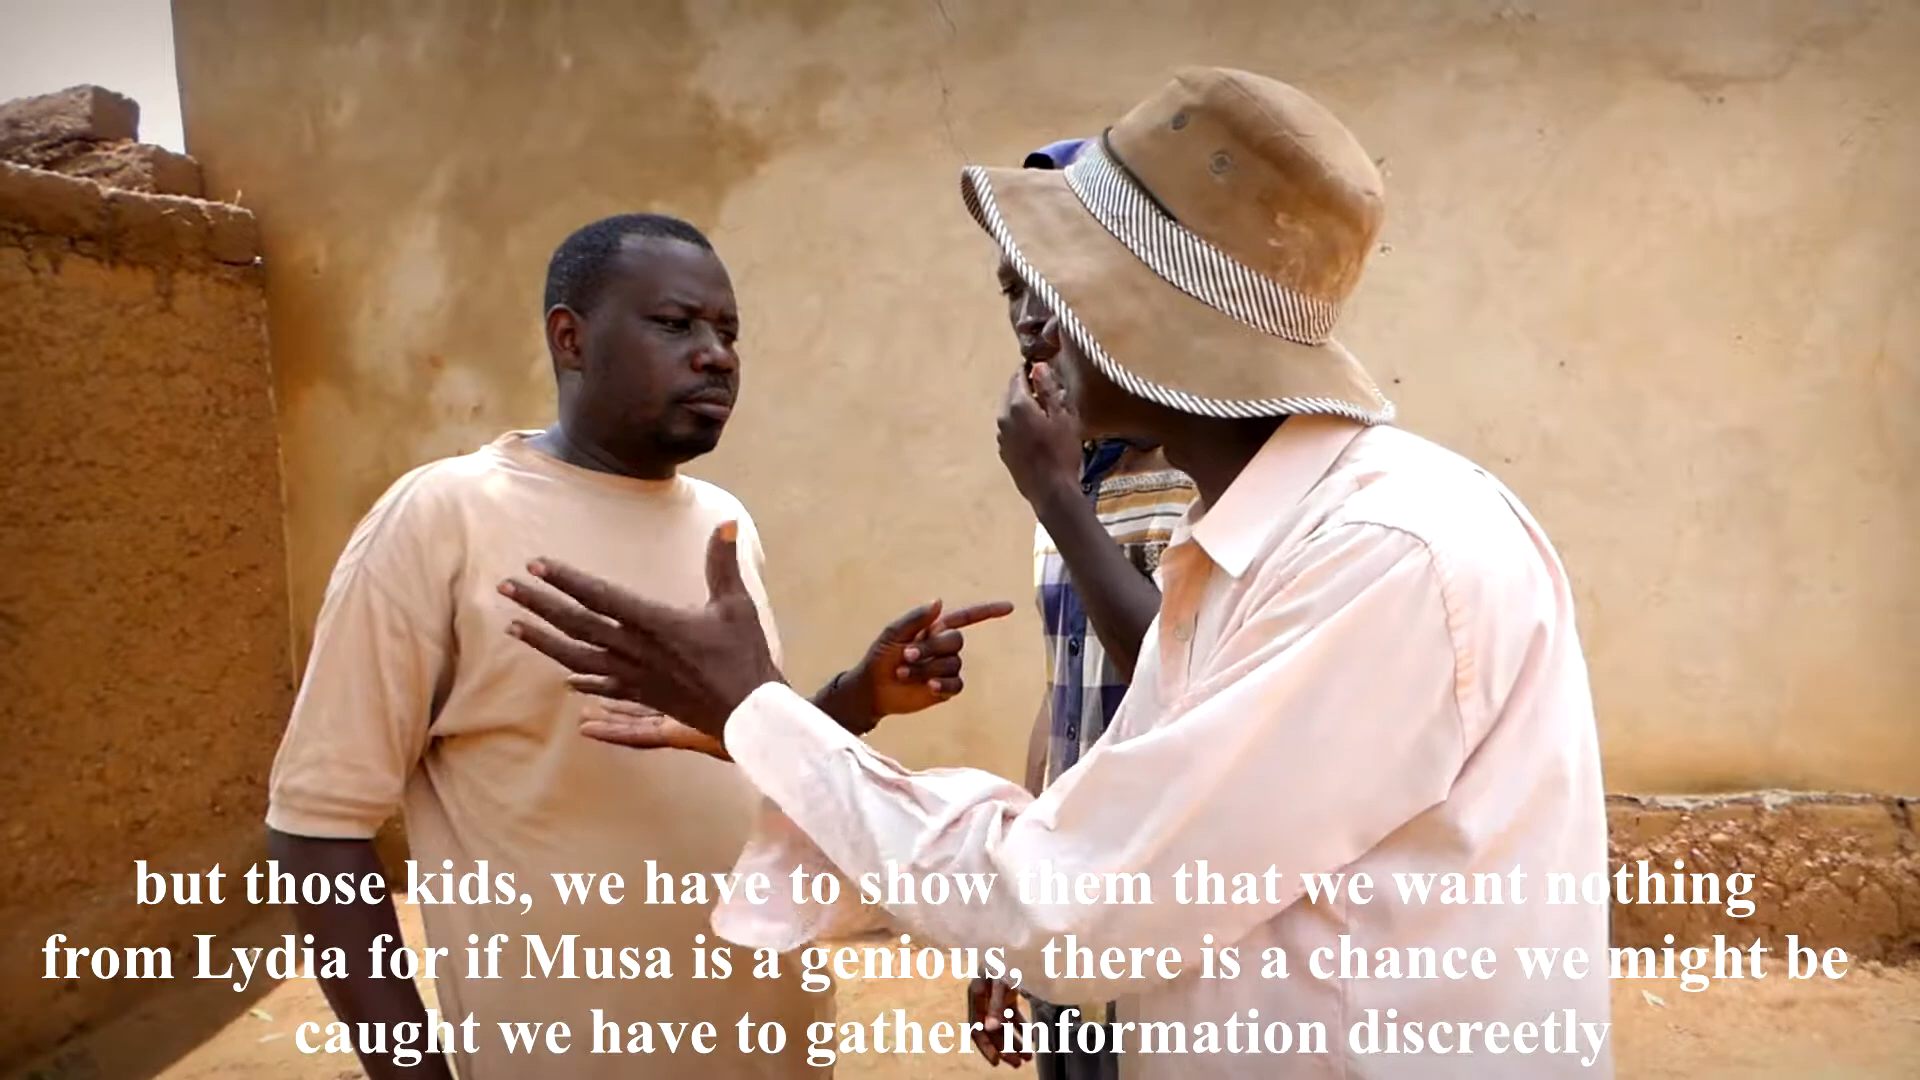 but those kids, we have to show them that we want nothing
from Lydia for if Musa is a genious, there is a chance we might be
caught we have to gather information discreetly